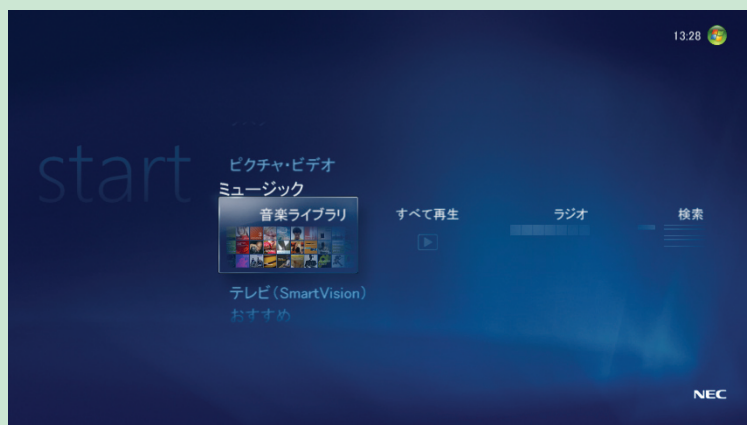 13:28
start
ピクチャ・ビデオ
ミュージック
音楽ライブラリ すべて再生 ラジオ 検索
テレビ（SmartVision）
おすすめ
NEC